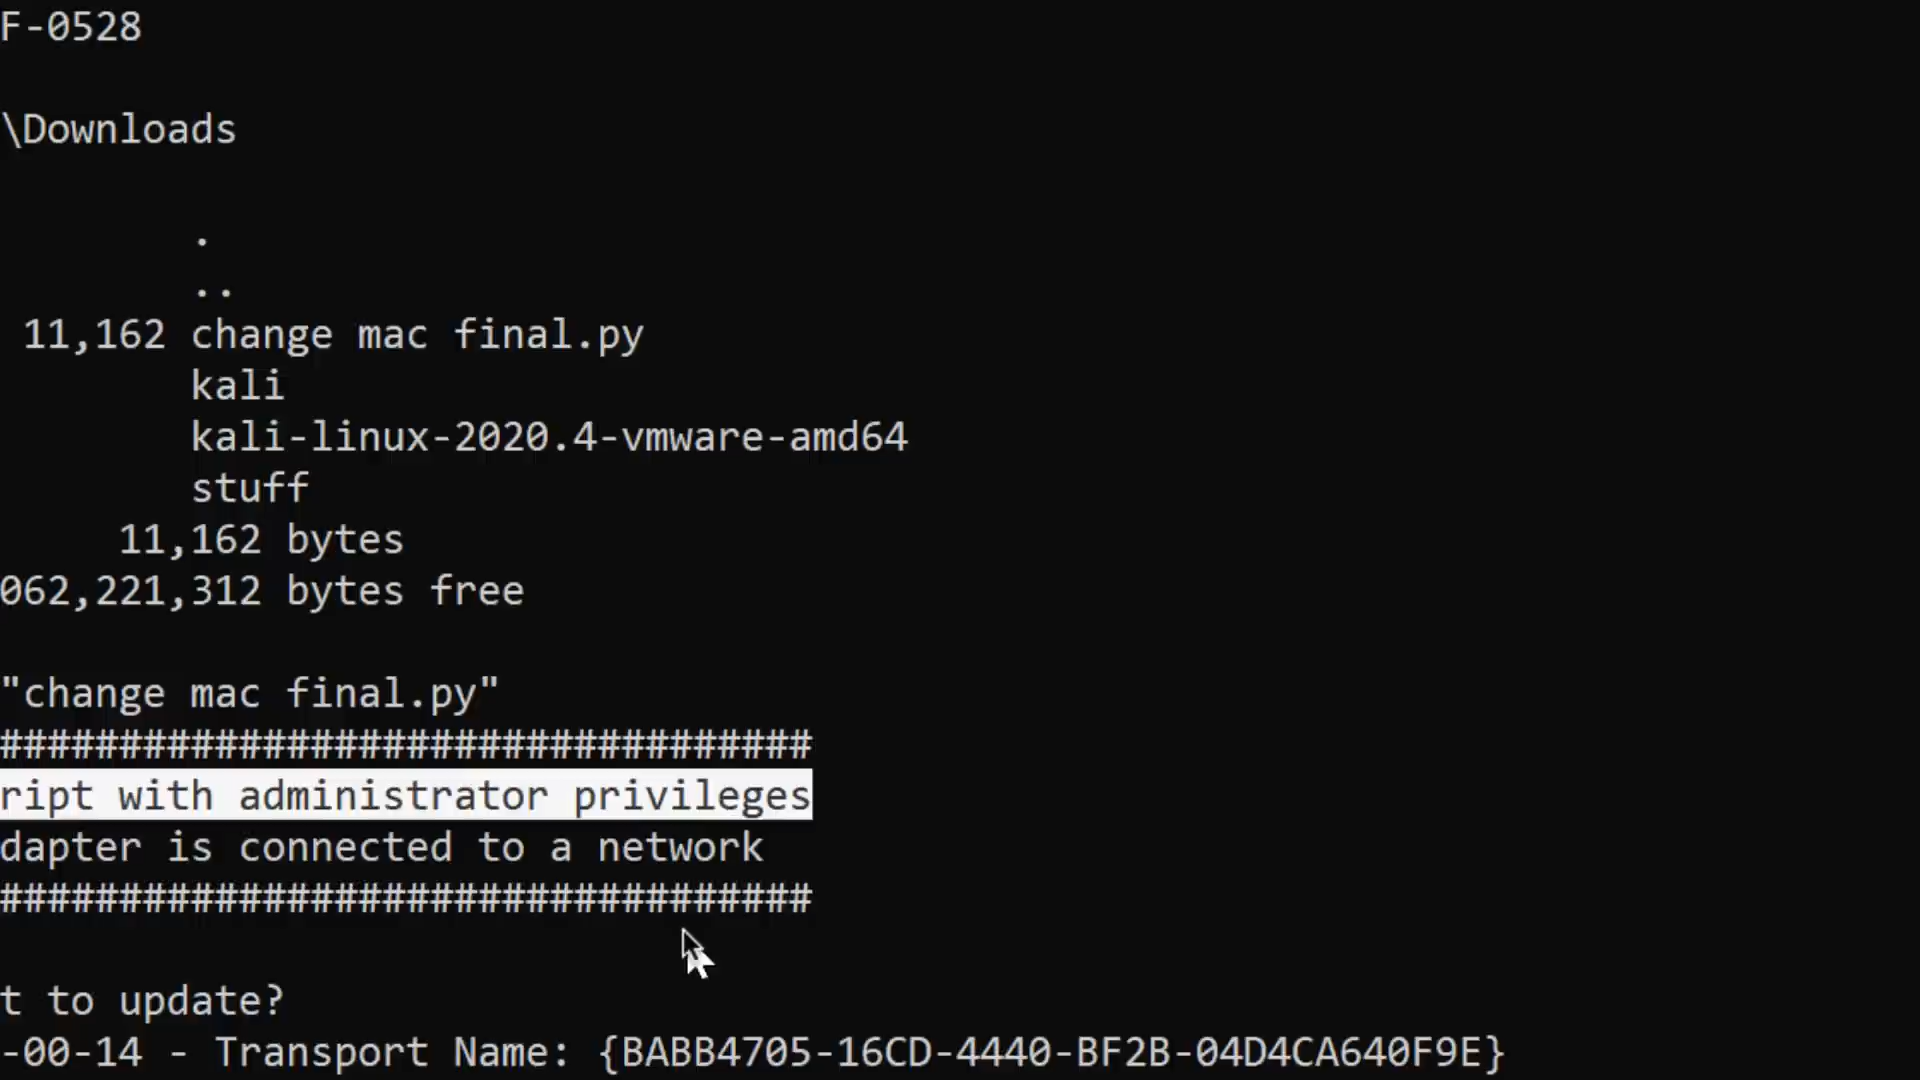 F-0528
\Downloads
.
..
11,162 change mac final.py
kali
kali-linux-2020.4-vmware-amd64
stuff
11,162 bytes
062,221,312 bytes free
"change mac final.py"
##################################
ript with administrator privileges
dapter is connected to a network
##################################
t to update?
-00-14 - Transport Name: {BABB4705-16CD-4440-BF2B-04D4CA640F9E}